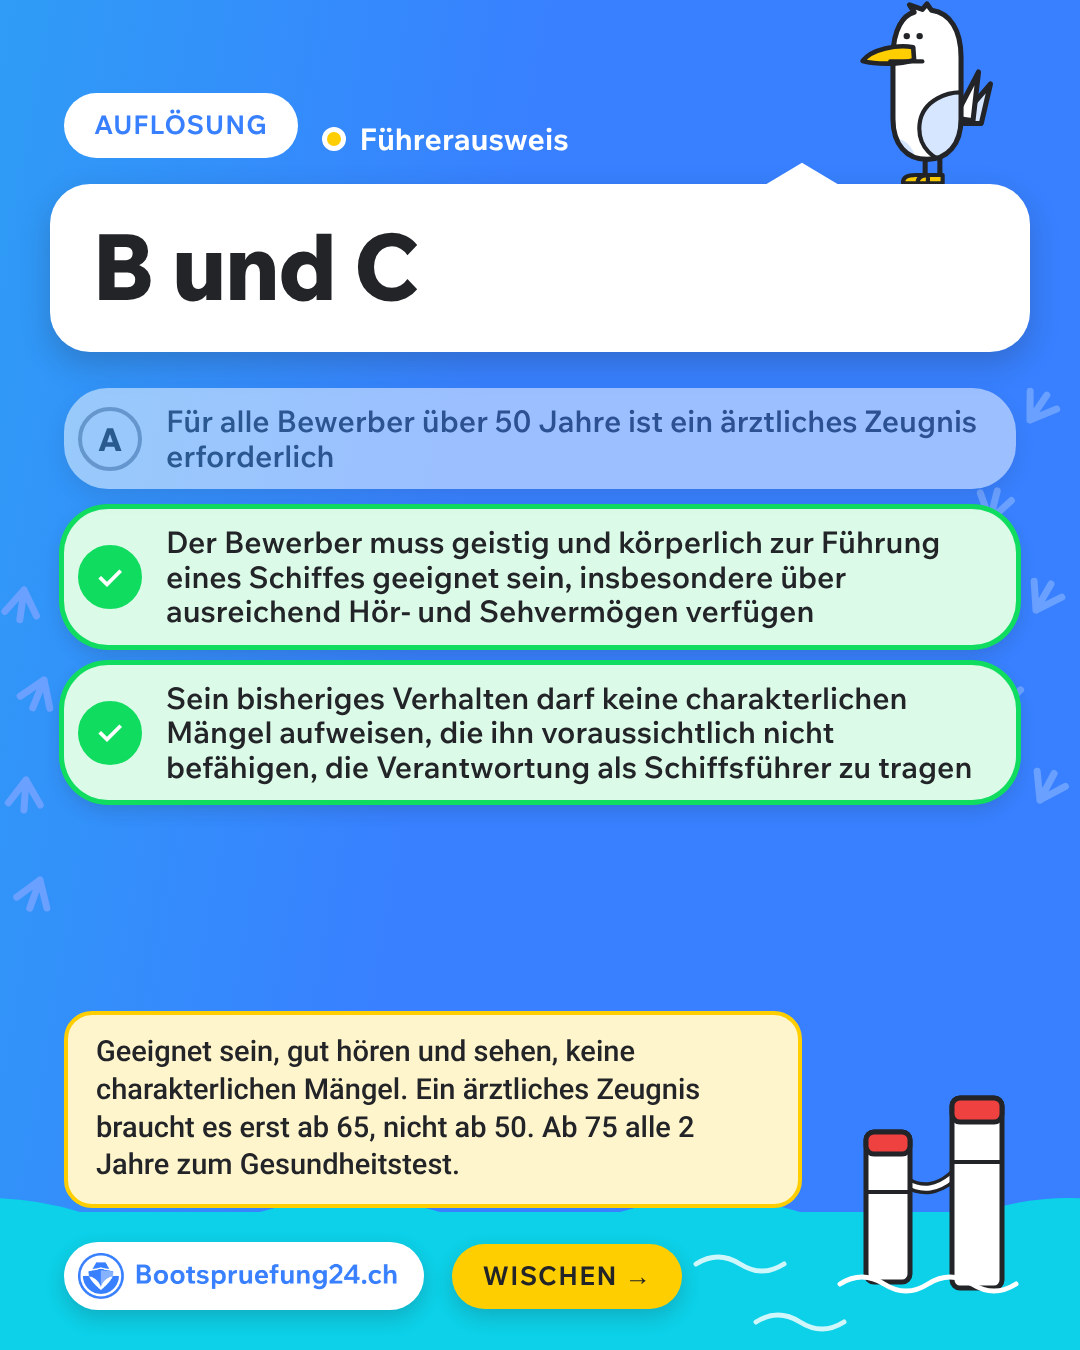 AUFLÖSUNG
Führerausweis
B und C
A
Für alle Bewerber über 50 Jahre ist ein ärztliches Zeugnis
erforderlich
Der Bewerber muss geistig und körperlich zur Führung
eines Schiffes geeignet sein, insbesondere über
ausreichend Hör- und Sehvermögen verfügen
Sein bisheriges Verhalten darf keine charakterlichen
Mängel aufweisen, die ihn voraussichtlich nicht
befähigen, die Verantwortung als Schiffsführer zu tragen
Geeignet sein, gut hören und sehen, keine
charakterlichen Mängel. Ein ärztliches Zeugnis
braucht es erst ab 65, nicht ab 50. Ab 75 alle 2
Jahre zum Gesundheitstest.
Bootspruefung24.ch
WISCHEN →